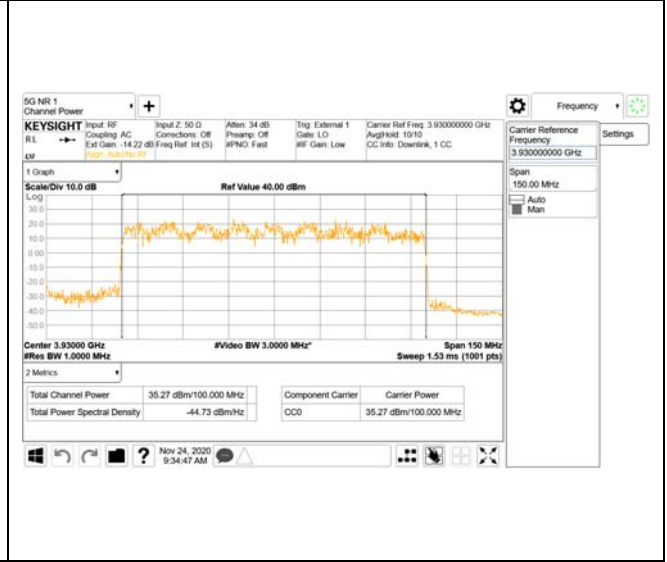 5G NR 1
Channel Power
Frequency
KEYSIGHT
RL
Input: RF
Coupling: AC
Ext Gain: -14.22 dB
Align: Auto/No RF
Input Z: 50 Ω
Corrections: Off
Freq Ref: Int (S)
Atten: 34 dB
Preamp: Off
#PNO: Fast
Trig: External 1
Gate: LO
#IF Gain: Low
Carrier Ref Freq: 3.930000000 GHz
Avg|Hold: 10/10
CC Info: Downlink, 1 CC
Carrier Reference
Frequency
3.930000000 GHz
Settings
Span
150.00 MHz
Auto
Man
1 Graph
Scale/Div 10.0 dB
Ref Value 40.00 dBm
Log
30.0
20.0
10.0
0.00
-10.0
-20.0
-30.0
-40.0
-50.0
Center 3.93000 GHz
#Video BW 3.0000 MHz*
Span 150 MHz
#Res BW 1.0000 MHz
Sweep 1.53 ms (1001 pts)
2 Metrics
Total Channel Power 35.27 dBm/100.000 MHz
Total Power Spectral Density -44.73 dBm/Hz
Component Carrier Carrier Power
CC0 35.27 dBm/100.000 MHz
?
Nov 24, 2020
9:34:47 AM